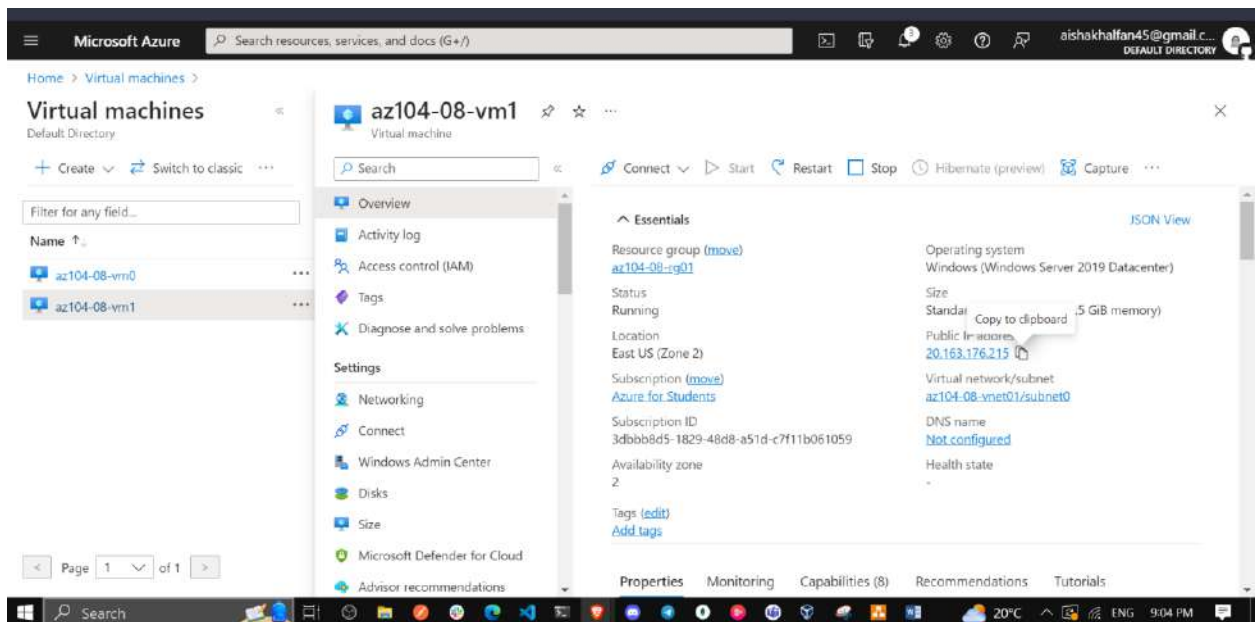 Microsoft Azure
Search resources, services, and docs (G+/)
3
aishakhalfan45@gmail.c...
DEFAULT DIRECTORY
Home > Virtual machines >
Virtual machines
Default Directory
az104-08-vm1
Virtual machine
+ Create
Switch to classic
Search
Connect
Start
Restart
Stop
Hibernate (preview)
Capture
Filter for any field...
Name ↑
az104-08-vm0
az104-08-vm1
Page 1 of 1
Overview
Activity log
Access control (IAM)
Tags
Diagnose and solve problems
Settings
Networking
Connect
Windows Admin Center
Disks
Size
Microsoft Defender for Cloud
Advisor recommendations
Essentials
JSON View
Resource group (move)
az104-08-rg01
Status
Running
Location
East US (Zone 2)
Subscription (move)
Azure for Students
Subscription ID
3dbbb8d5-1829-48d8-a51d-c7f11b061059
Availability zone
2
Tags (edit)
Add tags
Operating system
Windows (Windows Server 2019 Datacenter)
Size
.5 GiB memory)
Copy to clipboard
Public IP address
20.163.176.215
Virtual network/subnet
az104-08-vnet01/subnet0
DNS name
Not configured
Health state
-
Properties
Monitoring
Capabilities (8)
Recommendations
Tutorials
Search
20°C
ENG
9:04 PM